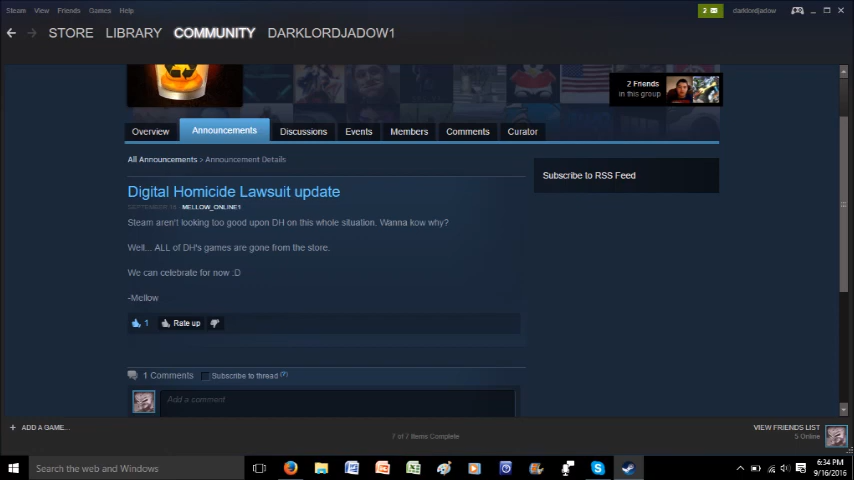 Steam View Friends Games Help
2
darklordjadow
STORE LIBRARY COMMUNITY DARKLORDJADOW1
2 Friends
in this group
Overview Announcements Discussions Events Members Comments Curator
All Announcements > Announcement Details
Subscribe to RSS Feed
Digital Homicide Lawsuit update
SEPTEMBER 16 - MELLOW_ONLINE1
Steam aren't looking too good upon DH on this whole situation. Wanna kow why?
Well... ALL of DH's games are gone from the store.
We can celebrate for now :D
-Mellow
1 Rate up
1 Comments Subscribe to thread (?)
Add a comment
+ ADD A GAME...
7 of 7 Items Complete
VIEW FRIENDS LIST
5 Online
Search the web and Windows
6:34 PM
9/16/2016